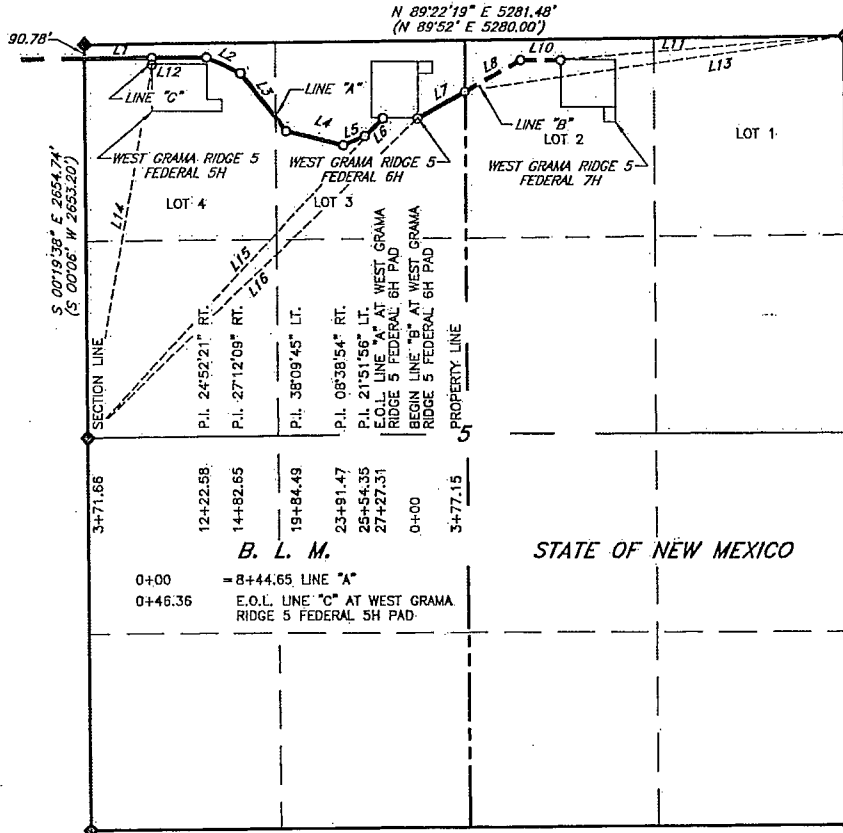 N 89°22'19" E 5281.48'
(N 89°52' E 5280.00')
90.78'
L1
L2
L3
L4
L5
L6
L7
L8
L10
L11
L12
L13
LINE "C"
LINE "A"
LINE "B"
WEST GRAMA RIDGE 5
FEDERAL 5H
WEST GRAMA RIDGE 5
FEDERAL 6H
WEST GRAMA RIDGE 5
FEDERAL 7H
LOT 4
LOT 3
LOT 2
LOT 1
S 00°19'38" E 2654.74'
(S 00°06' W 2653.20')
L14
L15
L16
SECTION LINE
P.I. 24°52'21" RT.
P.I. 27°12'09" RT.
P.I. 38°09'45" LT.
P.I. 08°38'54" RT.
P.I. 21°51'56" LT.
E.O.L. LINE "A" AT WEST GRAMA
RIDGE 5 FEDERAL 6H PAD
BEGIN LINE "B" AT WEST GRAMA
RIDGE 5 FEDERAL 6H PAD
PROPERTY LINE
5
3+71.66
12+22.58
14+82.65
19+84.49
23+91.47
25+54.35
27+27.31
0+00
3+77.15
B. L. M.
STATE OF NEW MEXICO
0+00 = 8+44.65 LINE "A"
0+46.36 E.O.L. LINE "C" AT WEST GRAMA
RIDGE 5 FEDERAL 5H PAD